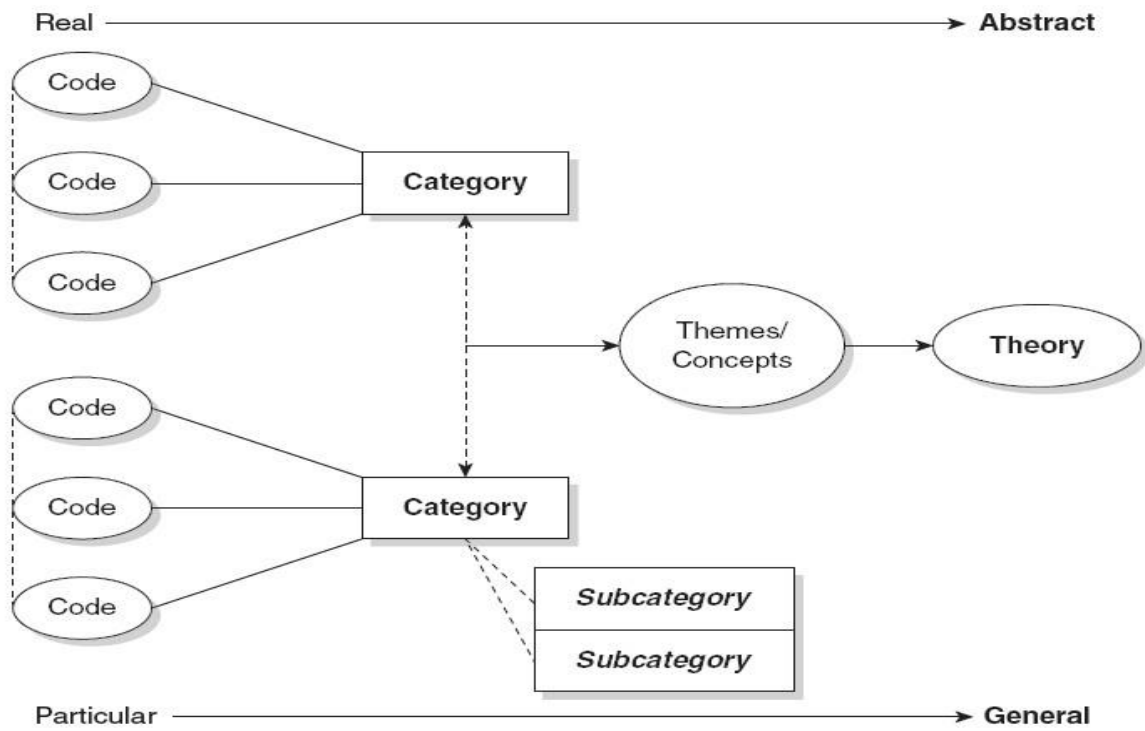 Real
Abstract
Code
Code
Category
Code
Themes/
Concepts
Theory
Code
Code
Category
Code
Subcategory
Subcategory
Particular
General